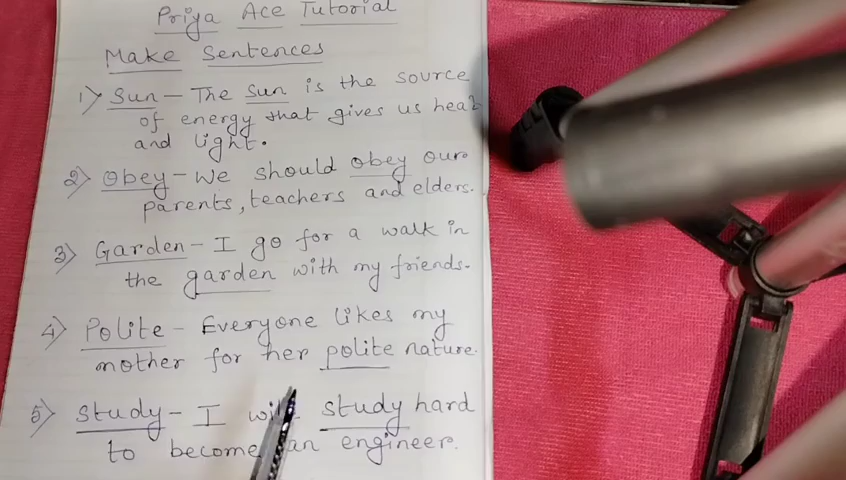 Priya Ace Tutorial
Make Sentences
1) Sun - The Sun is the source
of energy that gives us heat
and light.
2) Obey - We should obey our
parents, teachers and elders.
3) Garden - I go for a walk in
the garden with my friends.
4) Polite - Everyone likes my
mother for her polite nature.
5) Study - I will study hard
to become an engineer.